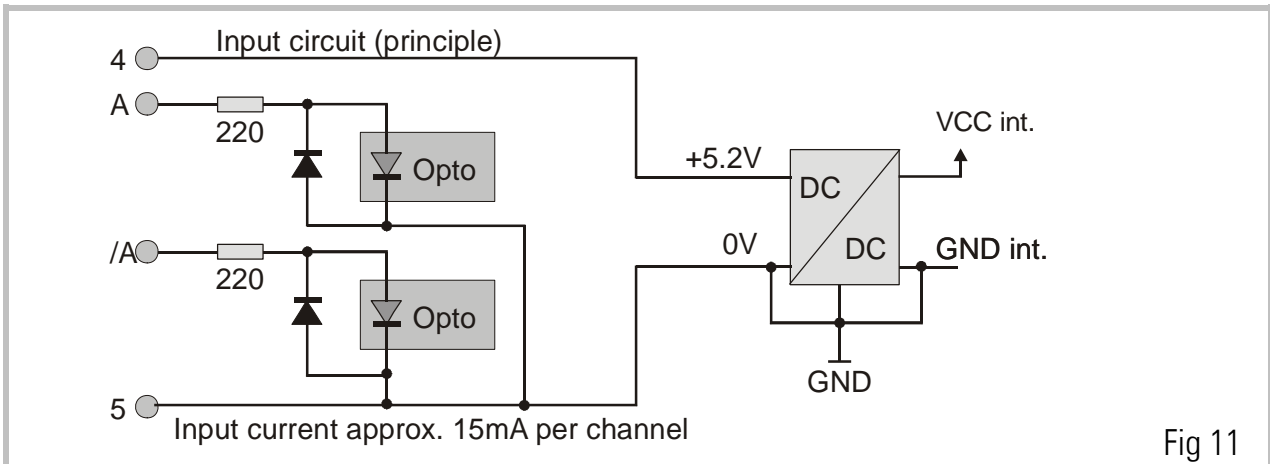 Input circuit (principle)
4
A
220
Opto
VCC int.
+5.2V
DC
/A
220
Opto
0V
DC
GND int.
GND
5
Input current approx. 15mA per channel
Fig 11